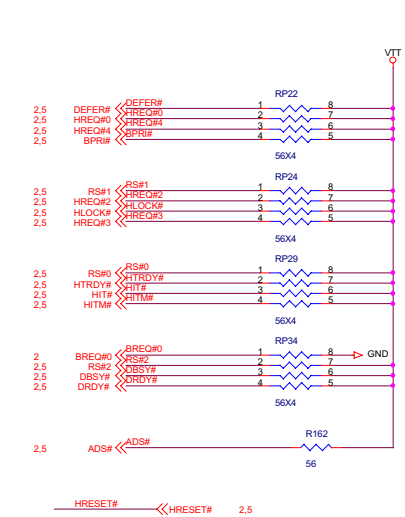 VTT
RP22
2,5 DEFER# DEFER# 1 8
2,5 HREQ#0 HREQ#0 2 7
2,5 HREQ#4 HREQ#4 3 6
2,5 BPRI# BPRI# 4 5
56X4
RP24
2,5 RS#1 RS#1 1 8
2,5 HREQ#2 HREQ#2 2 7
2,5 HLOCK# HLOCK# 3 6
2,5 HREQ#3 HREQ#3 4 5
56X4
RP29
2,5 RS#0 RS#0 1 8
2,5 HTRDY# HTRDY# 2 7
2,5 HIT# HIT# 3 6
2,5 HITM# HITM# 4 5
56X4
RP34
2 BREQ#0 BREQ#0 1 8 GND
2,5 RS#2 RS#2 2 7
2,5 DBSY# DBSY# 3 6
2,5 DRDY# DRDY# 4 5
56X4
R162
2,5 ADS# ADS#
56
HRESET# HRESET# 2,5